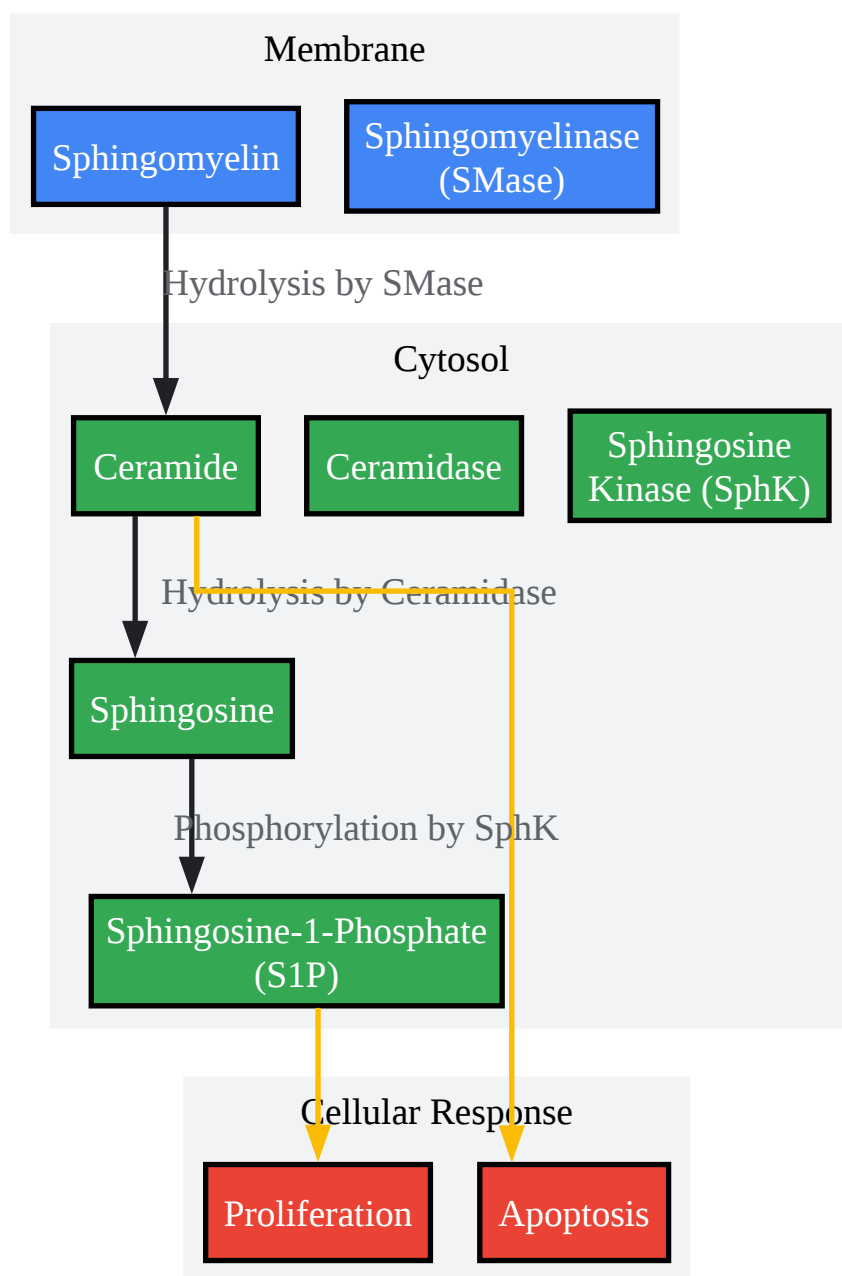 Membrane
Sphingomyelin
Sphingomyelinase
(SMase)
Hydrolysis by SMase
Cytosol
Ceramide
Ceramidase
Sphingosine
Kinase (SphK)
Hydrolysis by Ceramidase
Sphingosine
Phosphorylation by SphK
Sphingosine-1-Phosphate
(S1P)
Cellular Response
Proliferation
Apoptosis